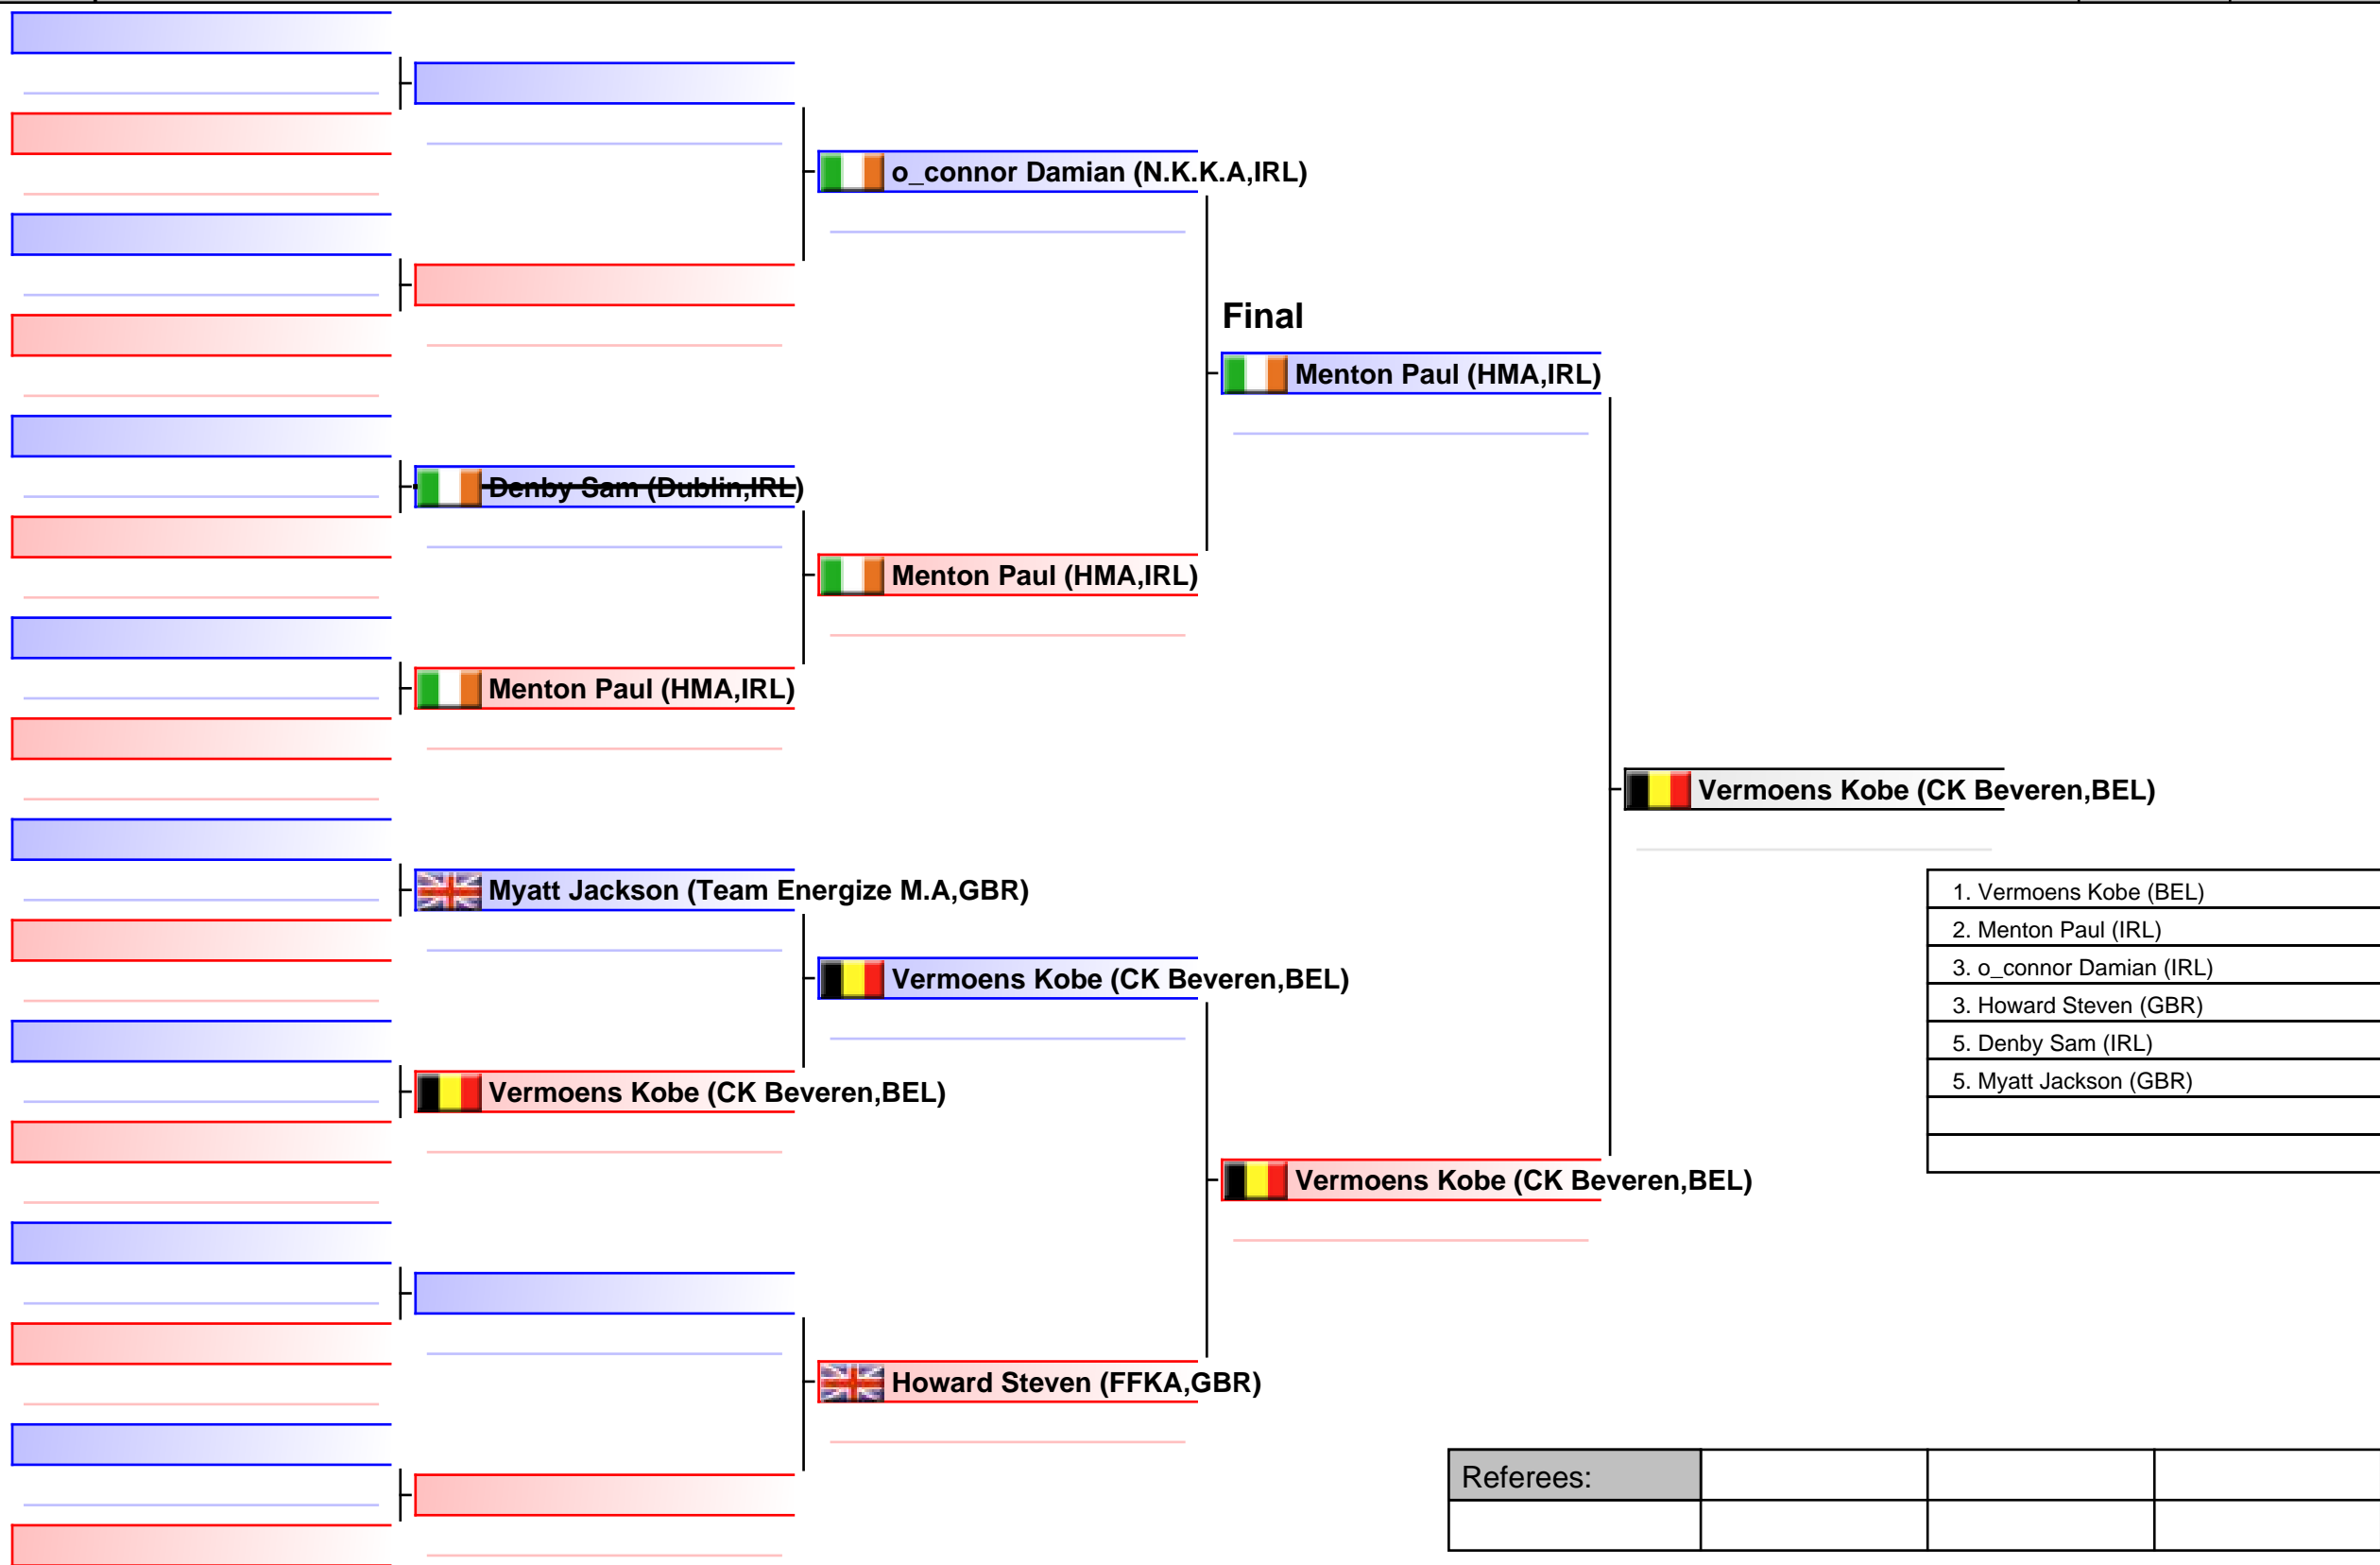 o_connor Damian (N.K.K.A,IRL)
Final
Menton Paul (HMA,IRL)
Denby Sam (Dublin,IRL)
Menton Paul (HMA,IRL)
Menton Paul (HMA,IRL)
Vermoens Kobe (CK Beveren,BEL)
Myatt Jackson (Team Energize M.A,GBR)
1. Vermoens Kobe (BEL)
2. Menton Paul (IRL)
3. o_connor Damian (IRL)
3. Howard Steven (GBR)
5. Denby Sam (IRL)
5. Myatt Jackson (GBR)
Vermoens Kobe (CK Beveren,BEL)
Vermoens Kobe (CK Beveren,BEL)
Vermoens Kobe (CK Beveren,BEL)
Howard Steven (FFKA,GBR)
Referees: